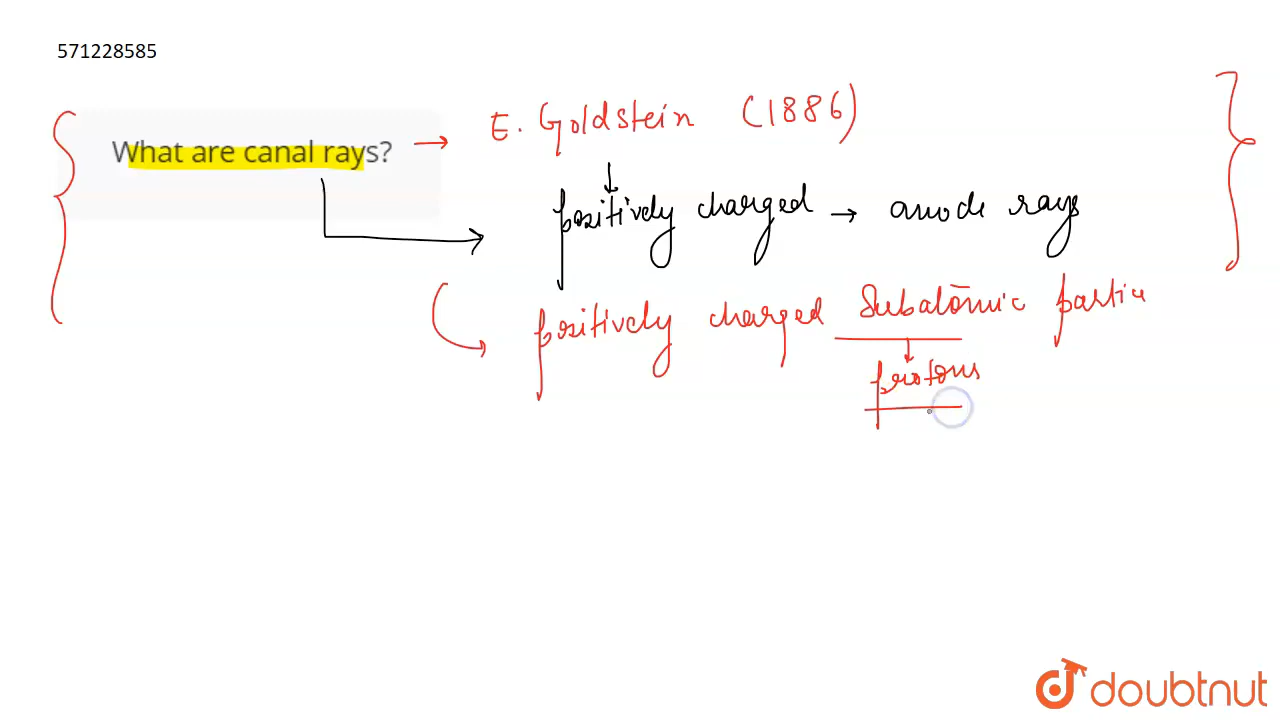 571228585
What are canal rays? → E. Goldstein (1886)
positively charged → anode rays
positively charged Subatomic partic
protons
doubtnut